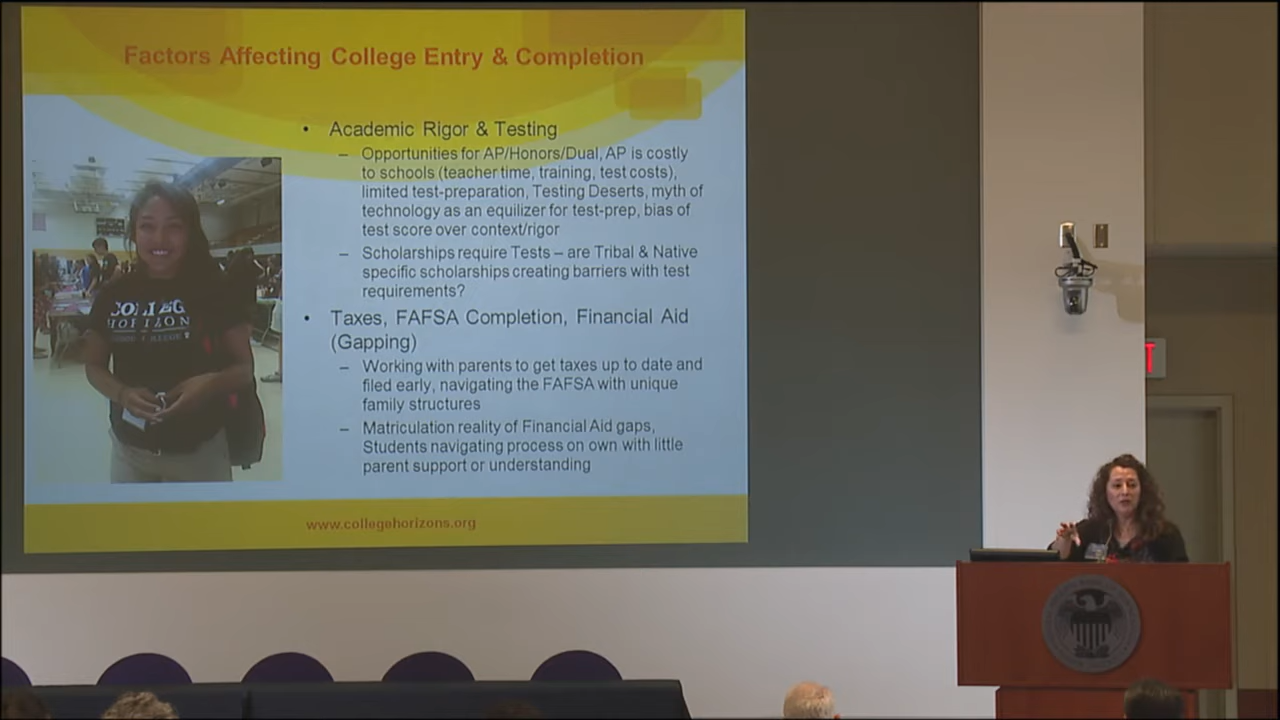 Factors Affecting College Entry & Completion
• Academic Rigor & Testing
– Opportunities for AP/Honors/Dual, AP is costly
to schools (teacher time, training, test costs),
limited test-preparation, Testing Deserts, myth of
technology as an equilizer for test-prep, bias of
test score over context/rigor
– Scholarships require Tests – are Tribal & Native
specific scholarships creating barriers with test
requirements?
• Taxes, FAFSA Completion, Financial Aid
(Gapping)
– Working with parents to get taxes up to date and
filed early, navigating the FAFSA with unique
family structures
– Matriculation reality of Financial Aid gaps,
Students navigating process on own with little
parent support or understanding
www.collegehorizons.org
COLLEGE
HORIZON